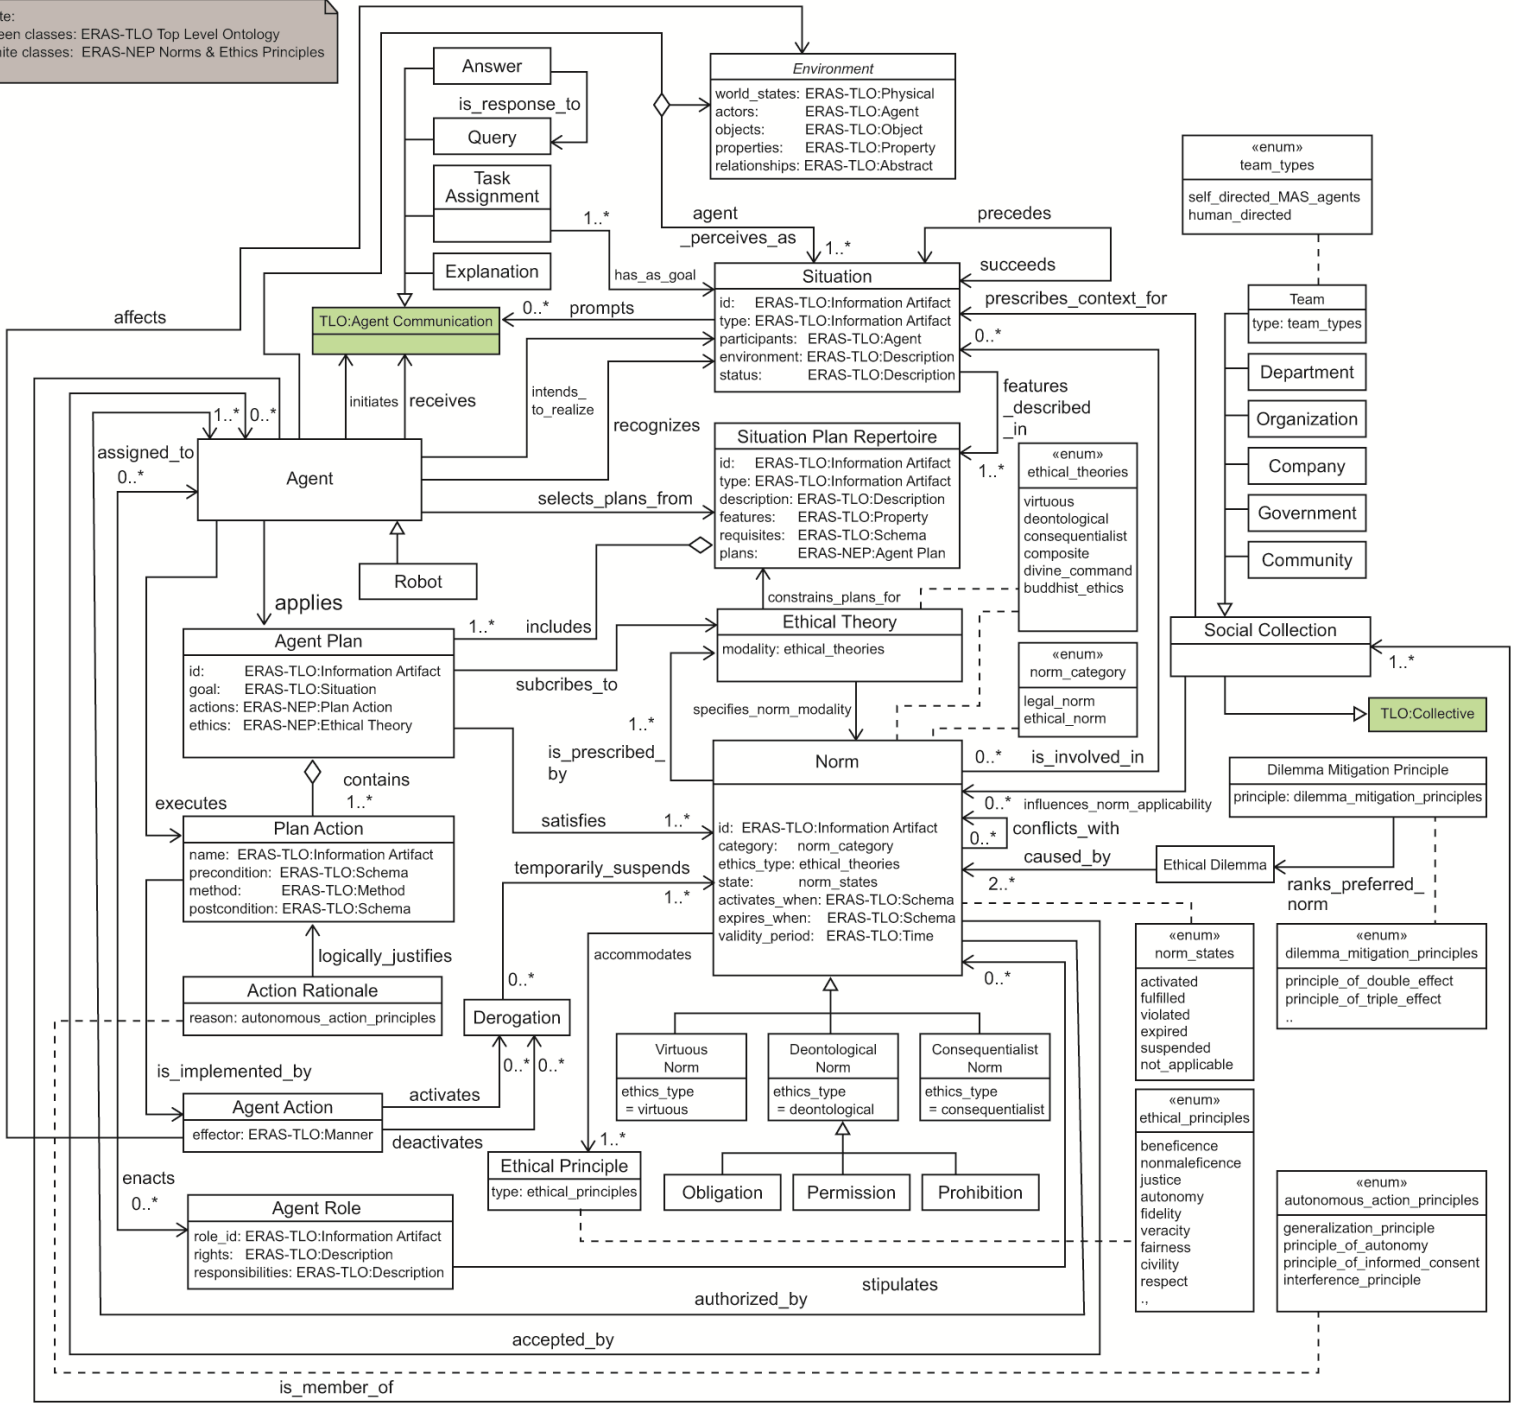 te:
een classes: ERAS-TLO Top Level Ontology
ite classes: ERAS-NEP Norms & Ethics Principles
Answer
is_response_to
Query
Task
Assignment
1..*
Explanation
has_as_goal
TLO:Agent Communication
0..*
prompts
affects
Environment
world_states: ERAS-TLO:Physical
actors: ERAS-TLO:Agent
objects: ERAS-TLO:Object
properties: ERAS-TLO:Property
relationships: ERAS-TLO:Abstract
agent
_perceives_as
1..*
precedes
succeeds
Situation
id: ERAS-TLO:Information Artifact
type: ERAS-TLO:Information Artifact
participants: ERAS-TLO:Agent
environment: ERAS-TLO:Description
status: ERAS-TLO:Description
prescribes_context_for
0..*
features
_described
_in
1..*
«enum»
team_types
self_directed_MAS_agents
human_directed
Team
type: team_types
Department
Organization
Company
Government
Community
Social Collection
1..*
TLO:Collective
initiates
receives
intends_
to_realize
recognizes
1..*
0..*
assigned_to
0..*
Agent
selects_plans_from
Robot
applies
Situation Plan Repertoire
id: ERAS-TLO:Information Artifact
type: ERAS-TLO:Information Artifact
description: ERAS-TLO:Description
features: ERAS-TLO:Property
requisites: ERAS-TLO:Schema
plans: ERAS-NEP:Agent Plan
constrains_plans_for
«enum»
ethical_theories
virtuous
deontological
consequentialist
composite
divine_command
buddhist_ethics
1..*
includes
Agent Plan
id: ERAS-TLO:Information Artifact
goal: ERAS-TLO:Situation
actions: ERAS-NEP:Plan Action
ethics: ERAS-NEP:Ethical Theory
subcribes_to
Ethical Theory
modality: ethical_theories
«enum»
norm_category
legal_norm
ethical_norm
specifies_norm_modality
1..*
is_prescribed_
by
contains
1..*
executes
Plan Action
name: ERAS-TLO:Information Artifact
precondition: ERAS-TLO:Schema
method: ERAS-TLO:Method
postcondition: ERAS-TLO:Schema
satisfies
1..*
temporarily_suspends
1..*
Norm
id: ERAS-TLO:Information Artifact
category: norm_category
ethics_type: ethical_theories
state: norm_states
activates_when: ERAS-TLO:Schema
expires_when: ERAS-TLO:Schema
validity_period: ERAS-TLO:Time
0..*
is_involved_in
0..*
influences_norm_applicability
0..*
conflicts_with
caused_by
2..*
Dilemma Mitigation Principle
principle: dilemma_mitigation_principles
Ethical Dilemma
ranks_preferred_
norm
«enum»
norm_states
activated
fulfilled
violated
expired
suspended
not_applicable
«enum»
dilemma_mitigation_principles
principle_of_double_effect
principle_of_triple_effect
..
logically_justifies
accommodates
0..*
0..*
Action Rationale
reason: autonomous_action_principles
Derogation
is_implemented_by
0..*
0..*
activates
Agent Action
effector: ERAS-TLO:Manner
deactivates
Virtuous
Norm
ethics_type
= virtuous
Deontological
Norm
ethics_type
= deontological
Consequentialist
Norm
ethics_type
= consequentialist
1..*
Ethical Principle
type: ethical_principles
Obligation
Permission
Prohibition
«enum»
ethical_principles
beneficence
nonmaleficence
justice
autonomy
fidelity
veracity
fairness
civility
respect
.,
«enum»
autonomous_action_principles
generalization_principle
principle_of_autonomy
principle_of_informed_consent
interference_principle
enacts
0..*
Agent Role
role_id: ERAS-TLO:Information Artifact
rights: ERAS-TLO:Description
responsibilities: ERAS-TLO:Description
stipulates
authorized_by
accepted_by
is_member_of